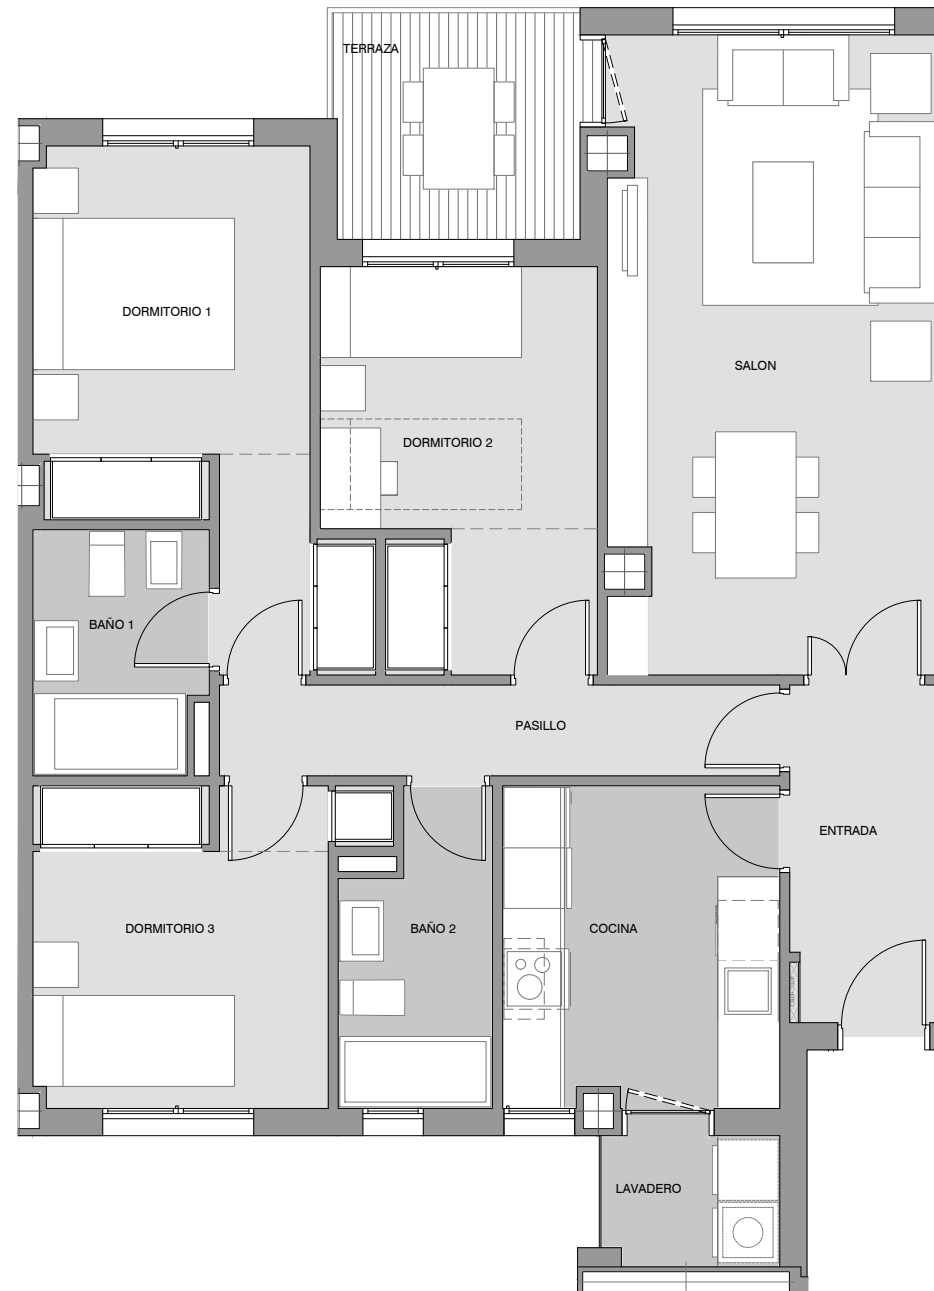 TERRAZA
DORMITORIO 1
SALON
DORMITORIO 2
BAÑO 1
PASILLO
ENTRADA
DORMITORIO 3
BAÑO 2
COCINA
LAVADERO